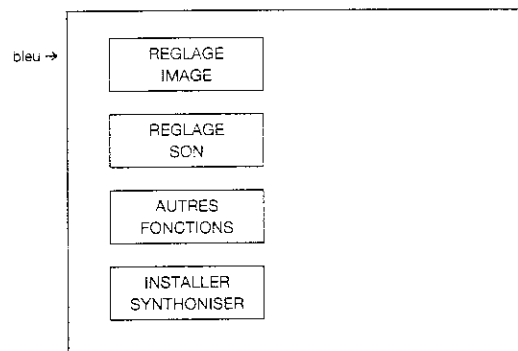 bleu → REGLAGE
IMAGE
REGLAGE
SON
AUTRES
FONCTIONS
INSTALLER
SYNTHONISER